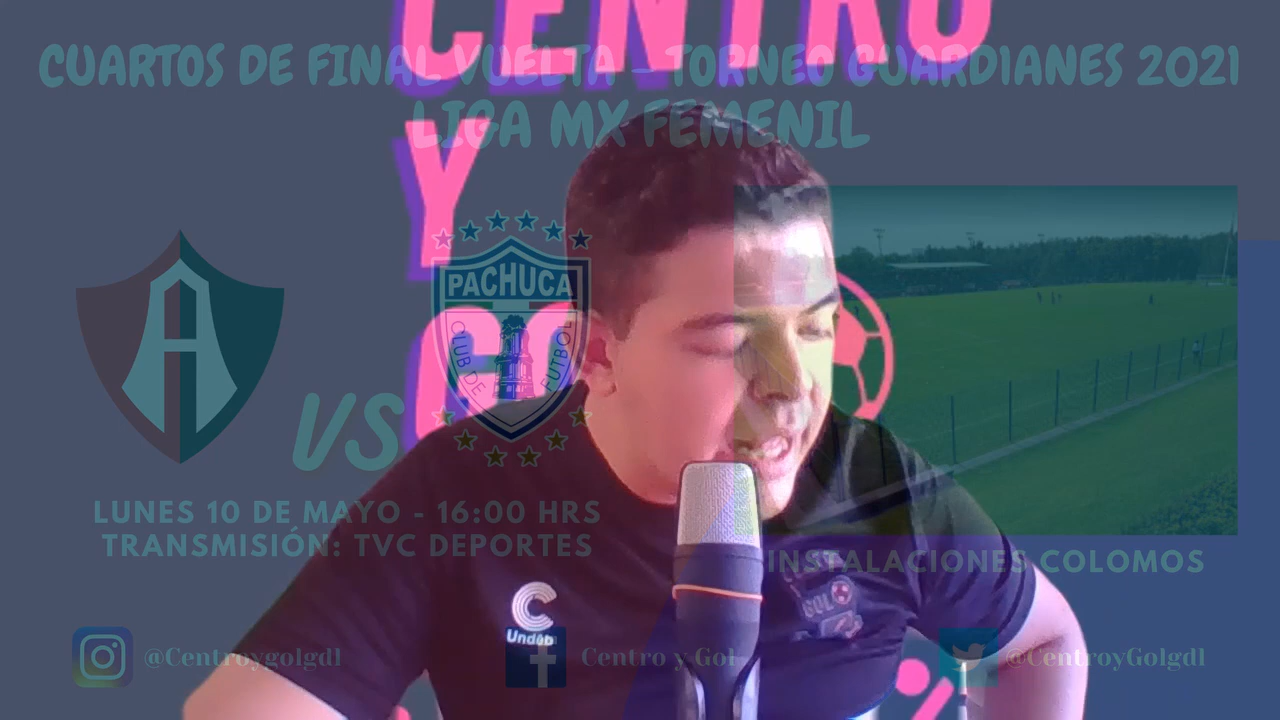 CENTRO
Y
GO
CUARTOS DE FINAL VUELTA - TORNEO GUARDIANES 2021
LIGA MX FEMENIL
A
PACHUCA
CLUB DE FUTBOL
VS
LUNES 10 DE MAYO - 16:00 HRS
TRANSMISIÓN: TVC DEPORTES
INSTALACIONES COLOMOS
C
Undeb
GOL
@Centroygolgdl
Centro y Gol
@CentroyGolgdl